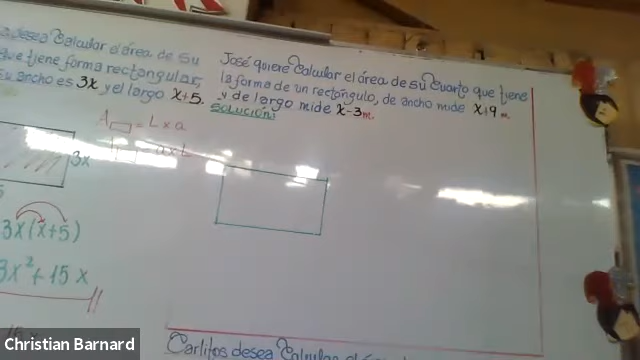 desea Calcular el área de su
que tiene forma rectangular,
su ancho es 3x y el largo x+5.
José quiere Calcular el área de su Cuarto que tiene
la forma de un rectángulo, de ancho mide x+9 m.
y de largo mide x-3m.
SOLUCIÓN:
A = L x a
= a x L
3x
5
3x(x+5)
3x²+15x
Carlitos desea Calcular el
Christian Barnard